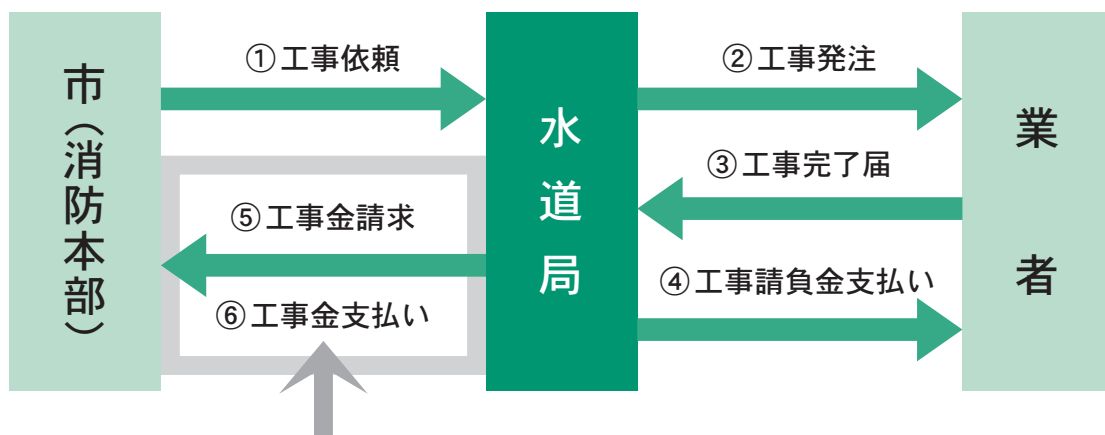 市（消防本部）
①工事依頼
⑤工事金請求
⑥工事金支払い
水道局
②工事発注
③工事完了届
④工事請負金支払い
業者